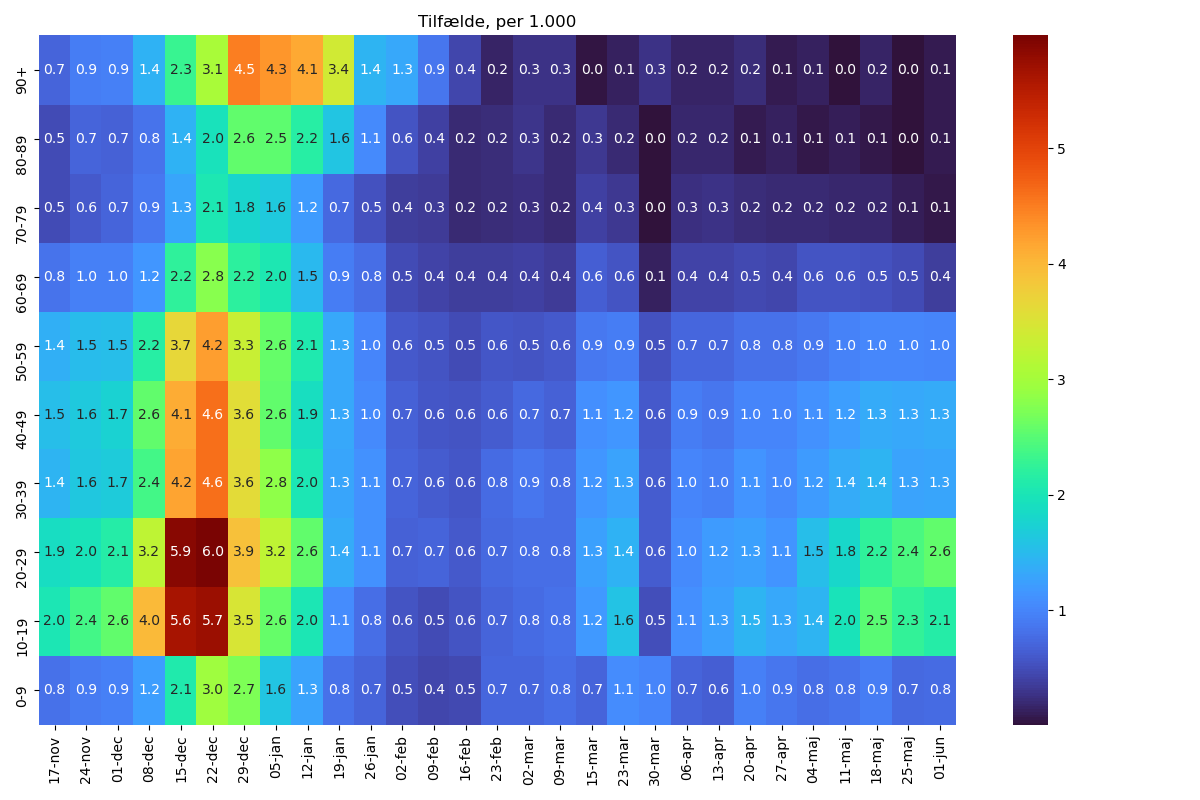 Tilfælde, per 1.000
90+ 0.7 0.9 0.9 1.4 2.3 3.1 4.5 4.3 4.1 3.4 1.4 1.3 0.9 0.4 0.2 0.3 0.3 0.0 0.1 0.3 0.2 0.2 0.2 0.1 0.1 0.0 0.2 0.0 0.1
80-89 0.5 0.7 0.7 0.8 1.4 2.0 2.6 2.5 2.2 1.6 1.1 0.6 0.4 0.2 0.2 0.3 0.2 0.3 0.2 0.0 0.2 0.2 0.1 0.1 0.1 0.1 0.1 0.0 0.1
70-79 0.5 0.6 0.7 0.9 1.3 2.1 1.8 1.6 1.2 0.7 0.5 0.4 0.3 0.2 0.2 0.3 0.2 0.4 0.3 0.0 0.3 0.3 0.2 0.2 0.2 0.2 0.2 0.1 0.1
60-69 0.8 1.0 1.0 1.2 2.2 2.8 2.2 2.0 1.5 0.9 0.8 0.5 0.4 0.4 0.4 0.4 0.4 0.6 0.6 0.1 0.4 0.4 0.5 0.4 0.6 0.6 0.5 0.5 0.4
50-59 1.4 1.5 1.5 2.2 3.7 4.2 3.3 2.6 2.1 1.3 1.0 0.6 0.5 0.5 0.6 0.5 0.6 0.9 0.9 0.5 0.7 0.7 0.8 0.8 0.9 1.0 1.0 1.0 1.0
40-49 1.5 1.6 1.7 2.6 4.1 4.6 3.6 2.6 1.9 1.3 1.0 0.7 0.6 0.6 0.6 0.7 0.7 1.1 1.2 0.6 0.9 0.9 1.0 1.0 1.1 1.2 1.3 1.3 1.3
30-39 1.4 1.6 1.7 2.4 4.2 4.6 3.6 2.8 2.0 1.3 1.1 0.7 0.6 0.6 0.8 0.9 0.8 1.2 1.3 0.6 1.0 1.0 1.1 1.0 1.2 1.4 1.4 1.3 1.3
20-29 1.9 2.0 2.1 3.2 5.9 6.0 3.9 3.2 2.6 1.4 1.1 0.7 0.7 0.6 0.7 0.8 0.8 1.3 1.4 0.6 1.0 1.2 1.3 1.1 1.5 1.8 2.2 2.4 2.6
10-19 2.0 2.4 2.6 4.0 5.6 5.7 3.5 2.6 2.0 1.1 0.8 0.6 0.5 0.6 0.7 0.8 0.8 1.2 1.6 0.5 1.1 1.3 1.5 1.3 1.4 2.0 2.5 2.3 2.1
0-9 0.8 0.9 0.9 1.2 2.1 3.0 2.7 1.6 1.3 0.8 0.7 0.5 0.4 0.5 0.7 0.7 0.8 0.7 1.1 1.0 0.7 0.6 1.0 0.9 0.8 0.8 0.9 0.7 0.8
17-nov 24-nov 01-dec 08-dec 15-dec 22-dec 29-dec 05-jan 12-jan 19-jan 26-jan 02-feb 09-feb 16-feb 23-feb 02-mar 09-mar 15-mar 23-mar 30-mar 06-apr 13-apr 20-apr 27-apr 04-maj 11-maj 18-maj 25-maj 01-jun
5
4
3
2
1